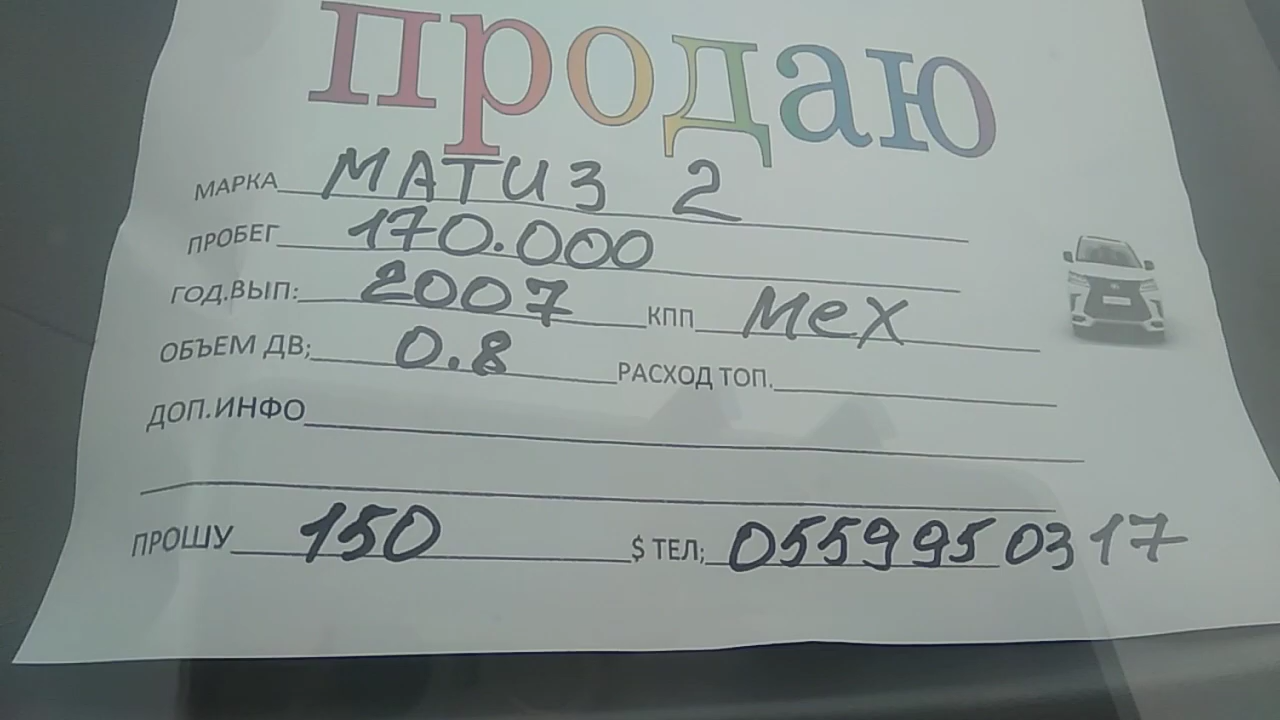 продаю
МАРКА МАТИЗ 2
ПРОБЕГ 170.000
ГОД.ВЫП: 2007 КПП Мех
ОБЪЕМ ДВ; 0.8 РАСХОД ТОП.
ДОП.ИНФО
ПРОШУ 150 $ ТЕЛ; 0559950317